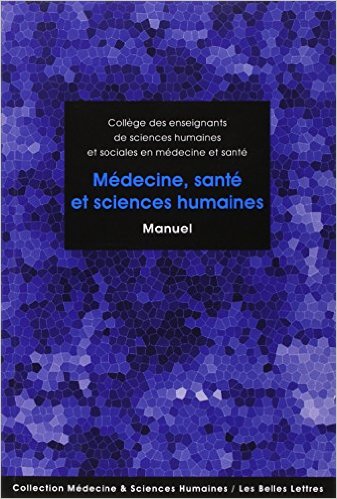 Collège des enseignants
de sciences humaines
et sociales en médecine et santé
Médecine, santé
et sciences humaines
Manuel
Collection Médecine & Sciences Humaines / Les Belles Lettres